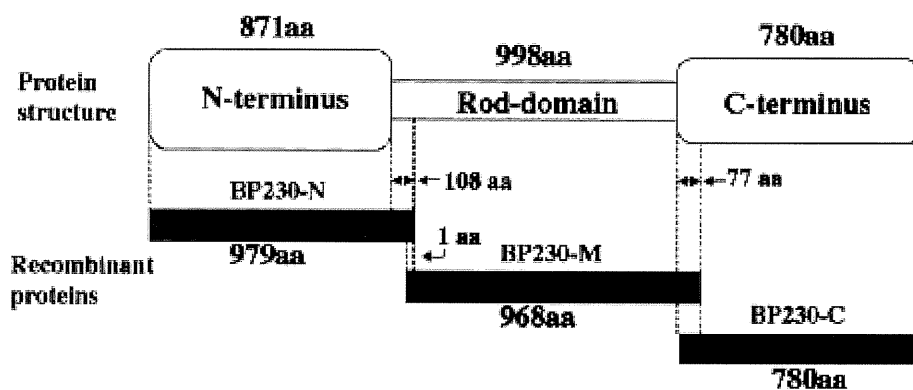 871aa
998aa
780aa
Protein structure
N-terminus
Rod-domain
C-terminus
108 aa
77 aa
BP230-N
979aa
1 aa
BP230-M
Recombinant proteins
968aa
BP230-C
780aa